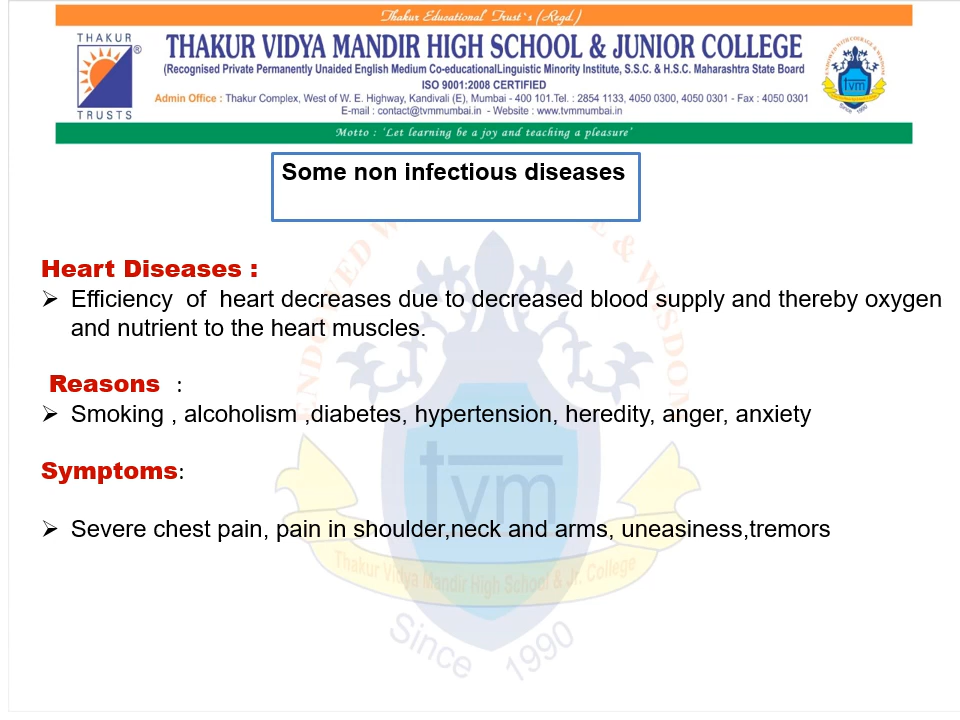 Thakur Educational Trust`s (Regd.)
THAKUR
®
TRUSTS
THAKUR VIDYA MANDIR HIGH SCHOOL & JUNIOR COLLEGE
(Recognised Private Permanently Unaided English Medium Co-educationalLinguistic Minority Institute, S.S.C. & H.S.C. Maharashtra State Board
ISO 9001:2008 CERTIFIED
Admin Office : Thakur Complex, West of W. E. Highway, Kandivali (E), Mumbai - 400 101.Tel. : 2854 1133, 4050 0300, 4050 0301 - Fax : 4050 0301
E-mail : contact@tvmmumbai.in - Website : www.tvmmumbai.in
tvm
Motto : 'Let learning be a joy and teaching a pleasure'
Some non infectious diseases
Heart Diseases :
➢ Efficiency of heart decreases due to decreased blood supply and thereby oxygen
and nutrient to the heart muscles.
Reasons :
➢ Smoking , alcoholism ,diabetes, hypertension, heredity, anger, anxiety
Symptoms:
➢ Severe chest pain, pain in shoulder,neck and arms, uneasiness,tremors
tvm
Thakur Vidya Mandir High School & Jr. College
Since 1990